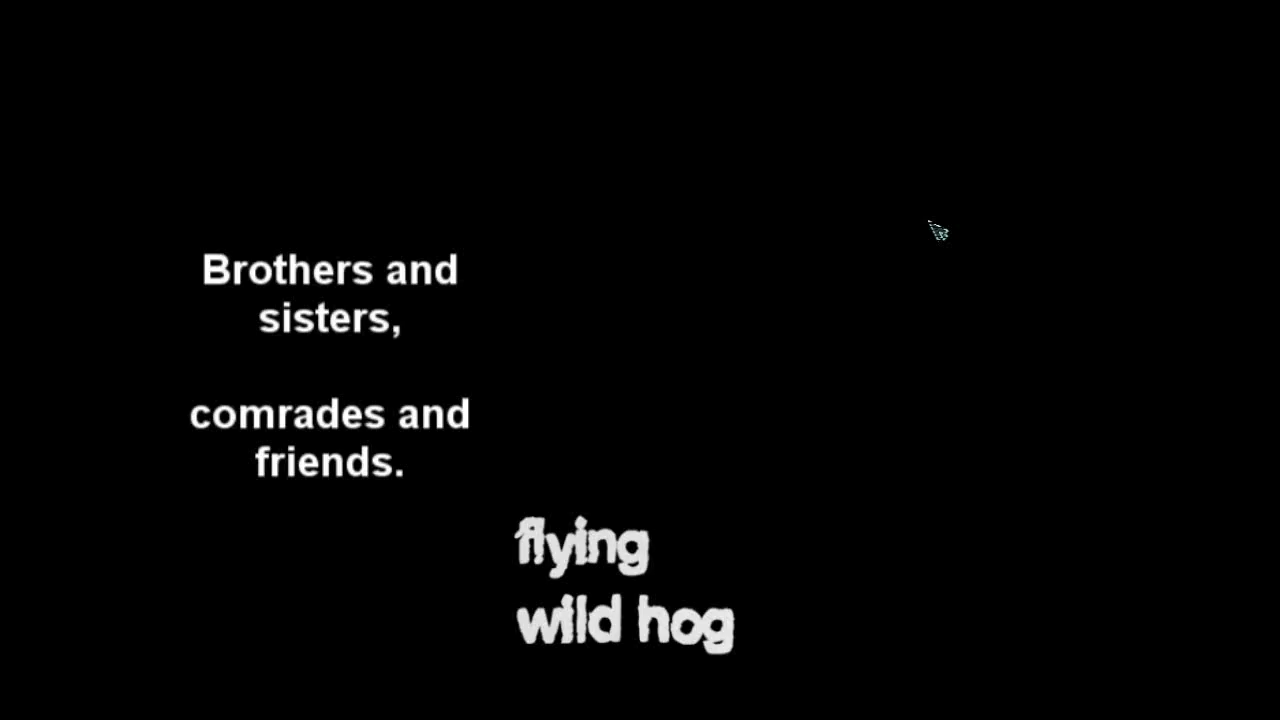 Brothers and
sisters,
comrades and
friends.
flying
wild hog